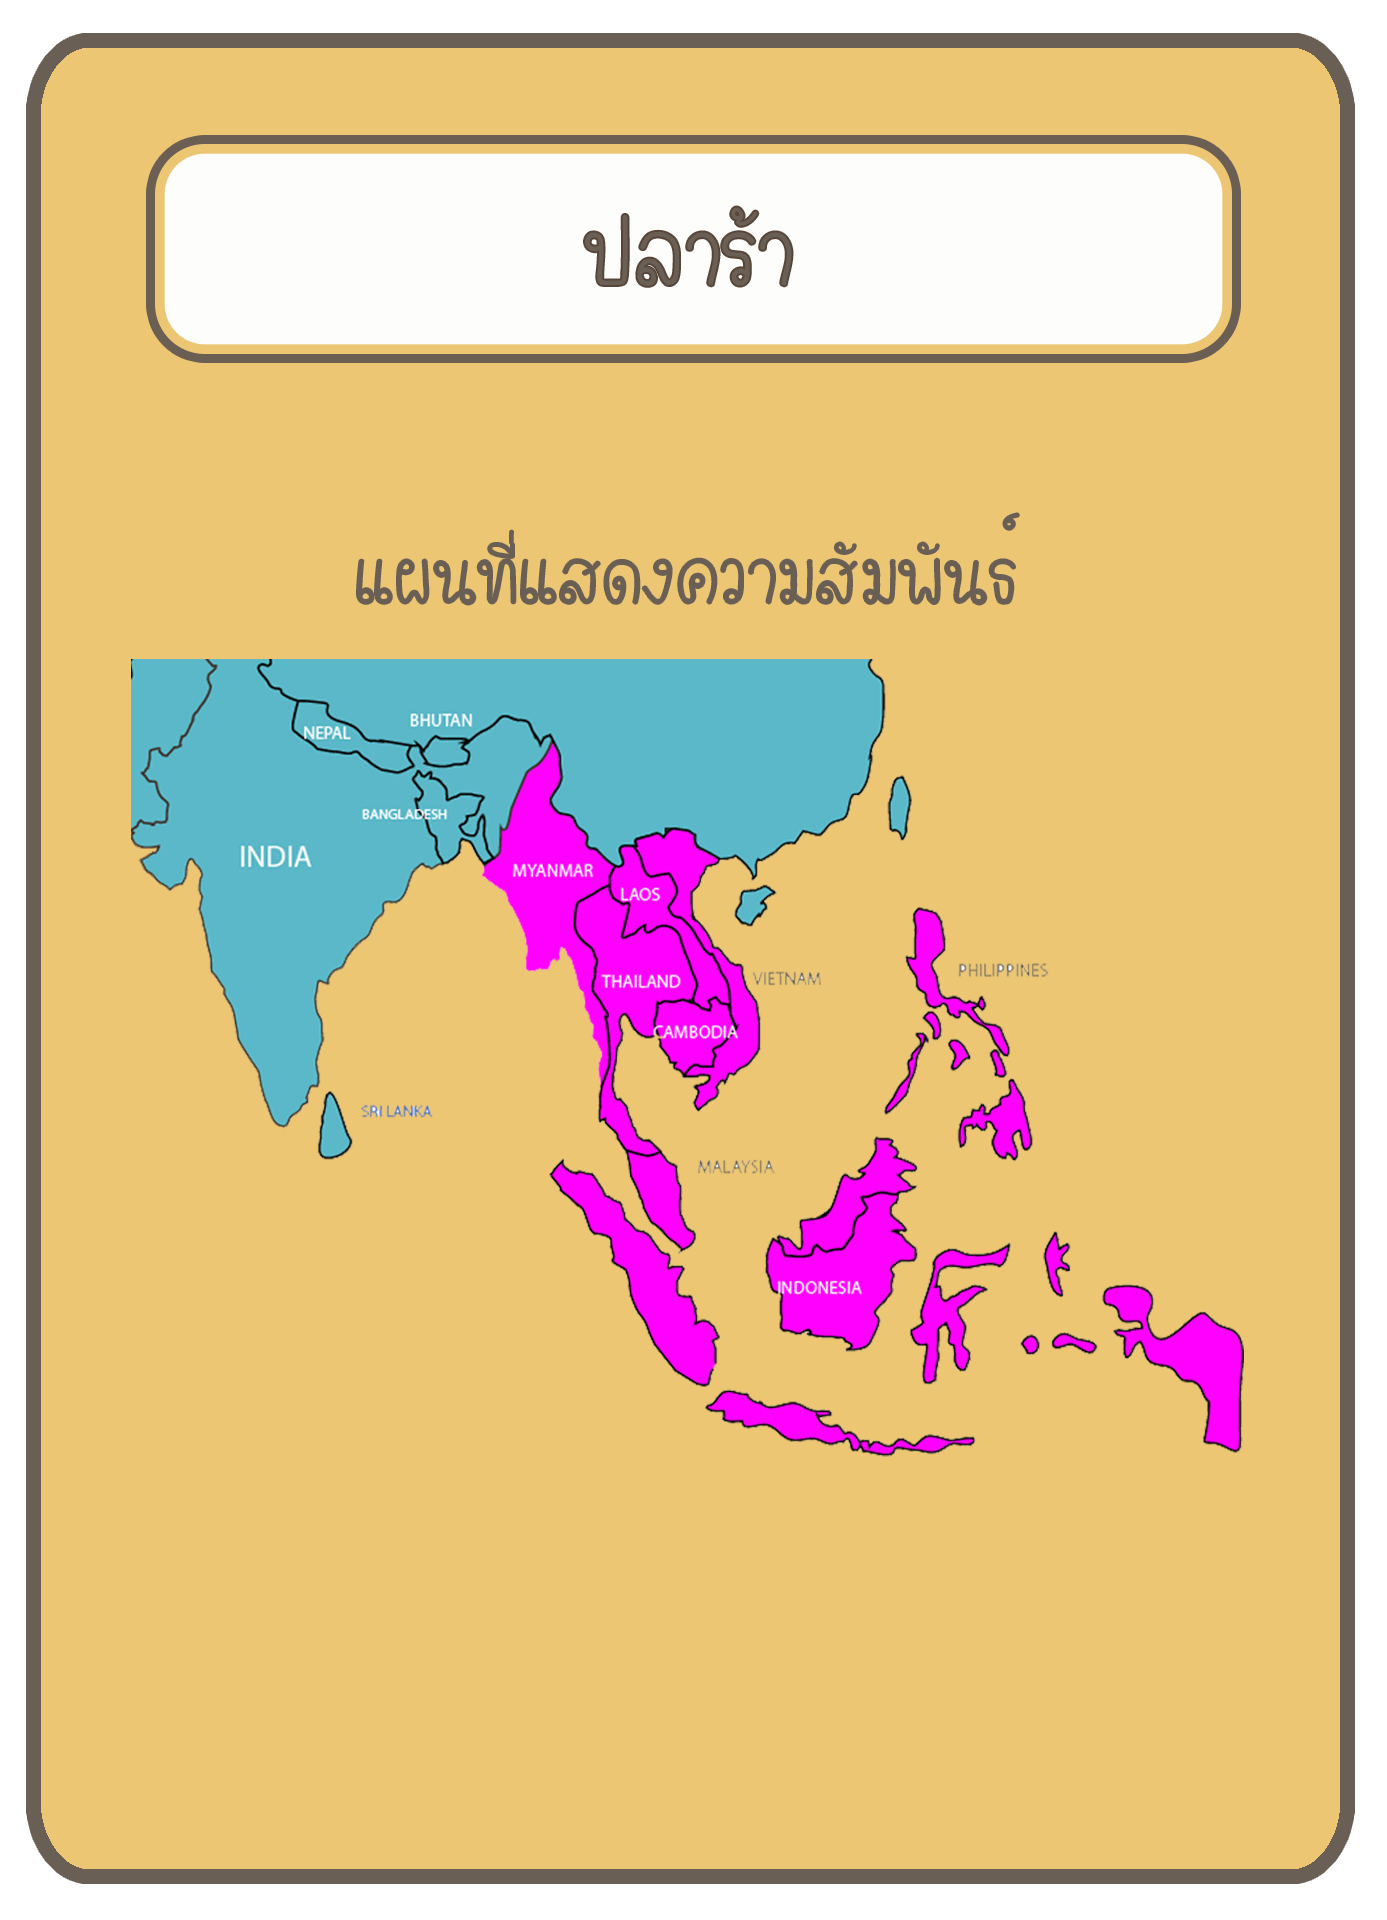 ปลาร้า
แผนที่แสดงความสัมพันธ์
BHUTAN
NEPAL
BANGLADESH
INDIA
MYANMAR
LAOS
PHILIPPINES
VIETNAM
THAILAND
CAMBODIA
SRI LANKA
MALAYSIA
INDONESIA